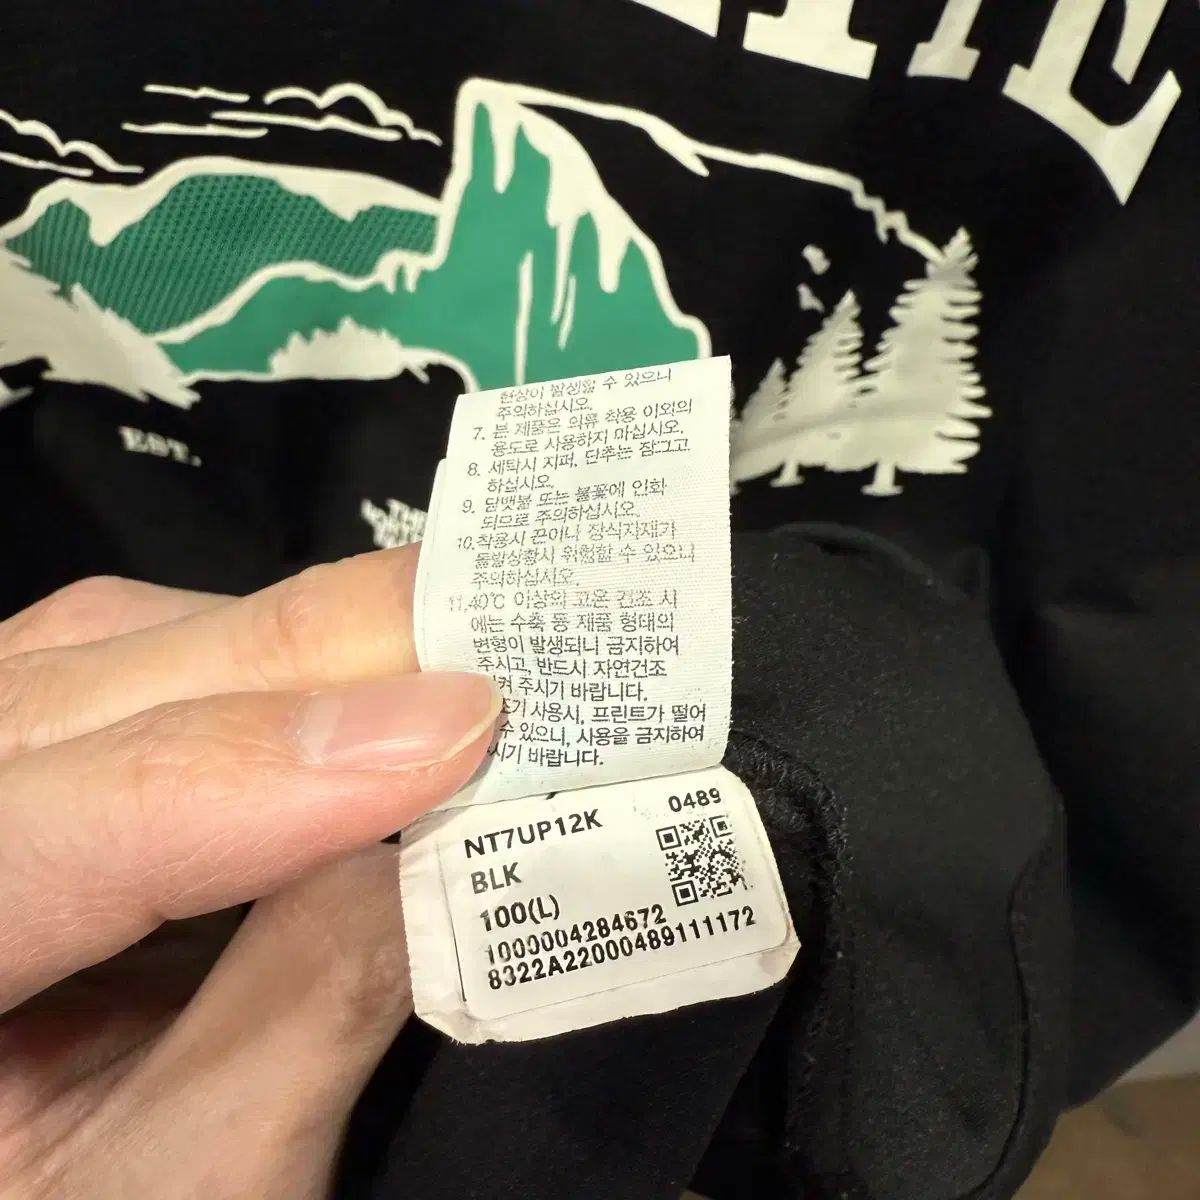 EST.
THE
현상이 발생할 수 있으니
주의하십시오.
7. 본 제품은 의류 착용 이외의
용도로 사용하지 마십시오.
8. 세탁시 지퍼, 단추는 잠그고
하십시오.
9. 담뱃불 또는 불꽃에 인화
되므로 주의하십시오.
10.착용시 끈이나 장식자재가
돌발상황시 위험할 수 있으니
주의하십시오.
11.40℃ 이상의 고온 건조 시
에는 수축 등 제품 형태의
변형이 발생되니 금지하여
주시고, 반드시 자연건조
켜 주시기 바랍니다.
조기 사용시, 프린트가 떨어
수 있으니, 사용을 금지하여
시기 바랍니다.
0489
NT7UP12K
BLK
100(L)
1000004284672
8322A22000489111172